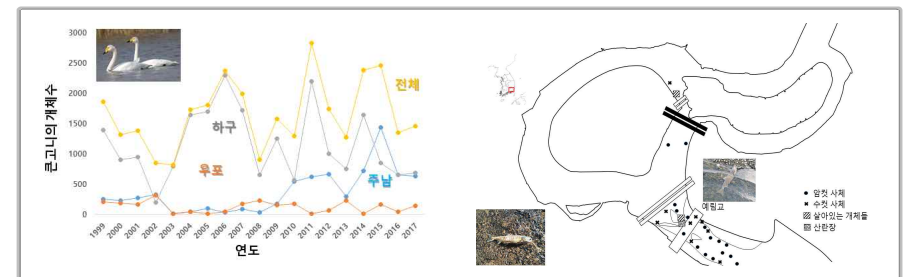 큰고니의 개체수
3000
2500
2000
1500
1000
500
0
전체
하구
우포
주남
1999
2000
2001
2002
2003
2004
2005
2006
2007
2008
2009
2010
2011
2012
2013
2014
2015
2016
2017
연도
예림교
● 암컷 사체
✖ 수컷 사체
살아있는 개체들
산란장